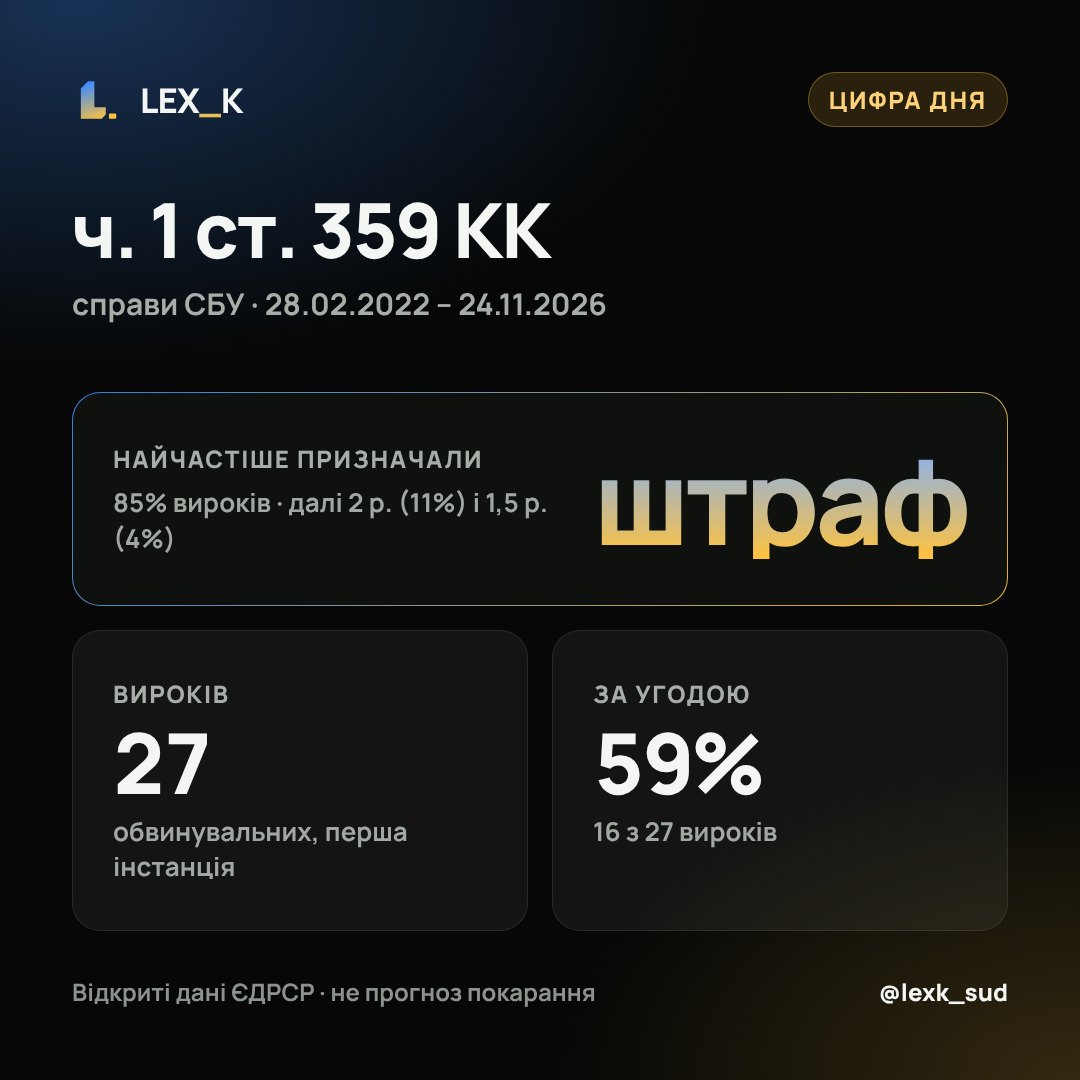 LEX_K
ЦИФРА ДНЯ
ч. 1 ст. 359 КК
справи СБУ · 28.02.2022 – 24.11.2026
НАЙЧАСТІШЕ ПРИЗНАЧАЛИ
85% вироків · далі 2 р. (11%) і 1,5 р.
(4%)
штраф
ВИРОКІВ
27
обвинувальних, перша
інстанція
ЗА УГОДОЮ
59%
16 з 27 вироків
Відкриті дані ЄДРСР · не прогноз покарання
@lexk_sud